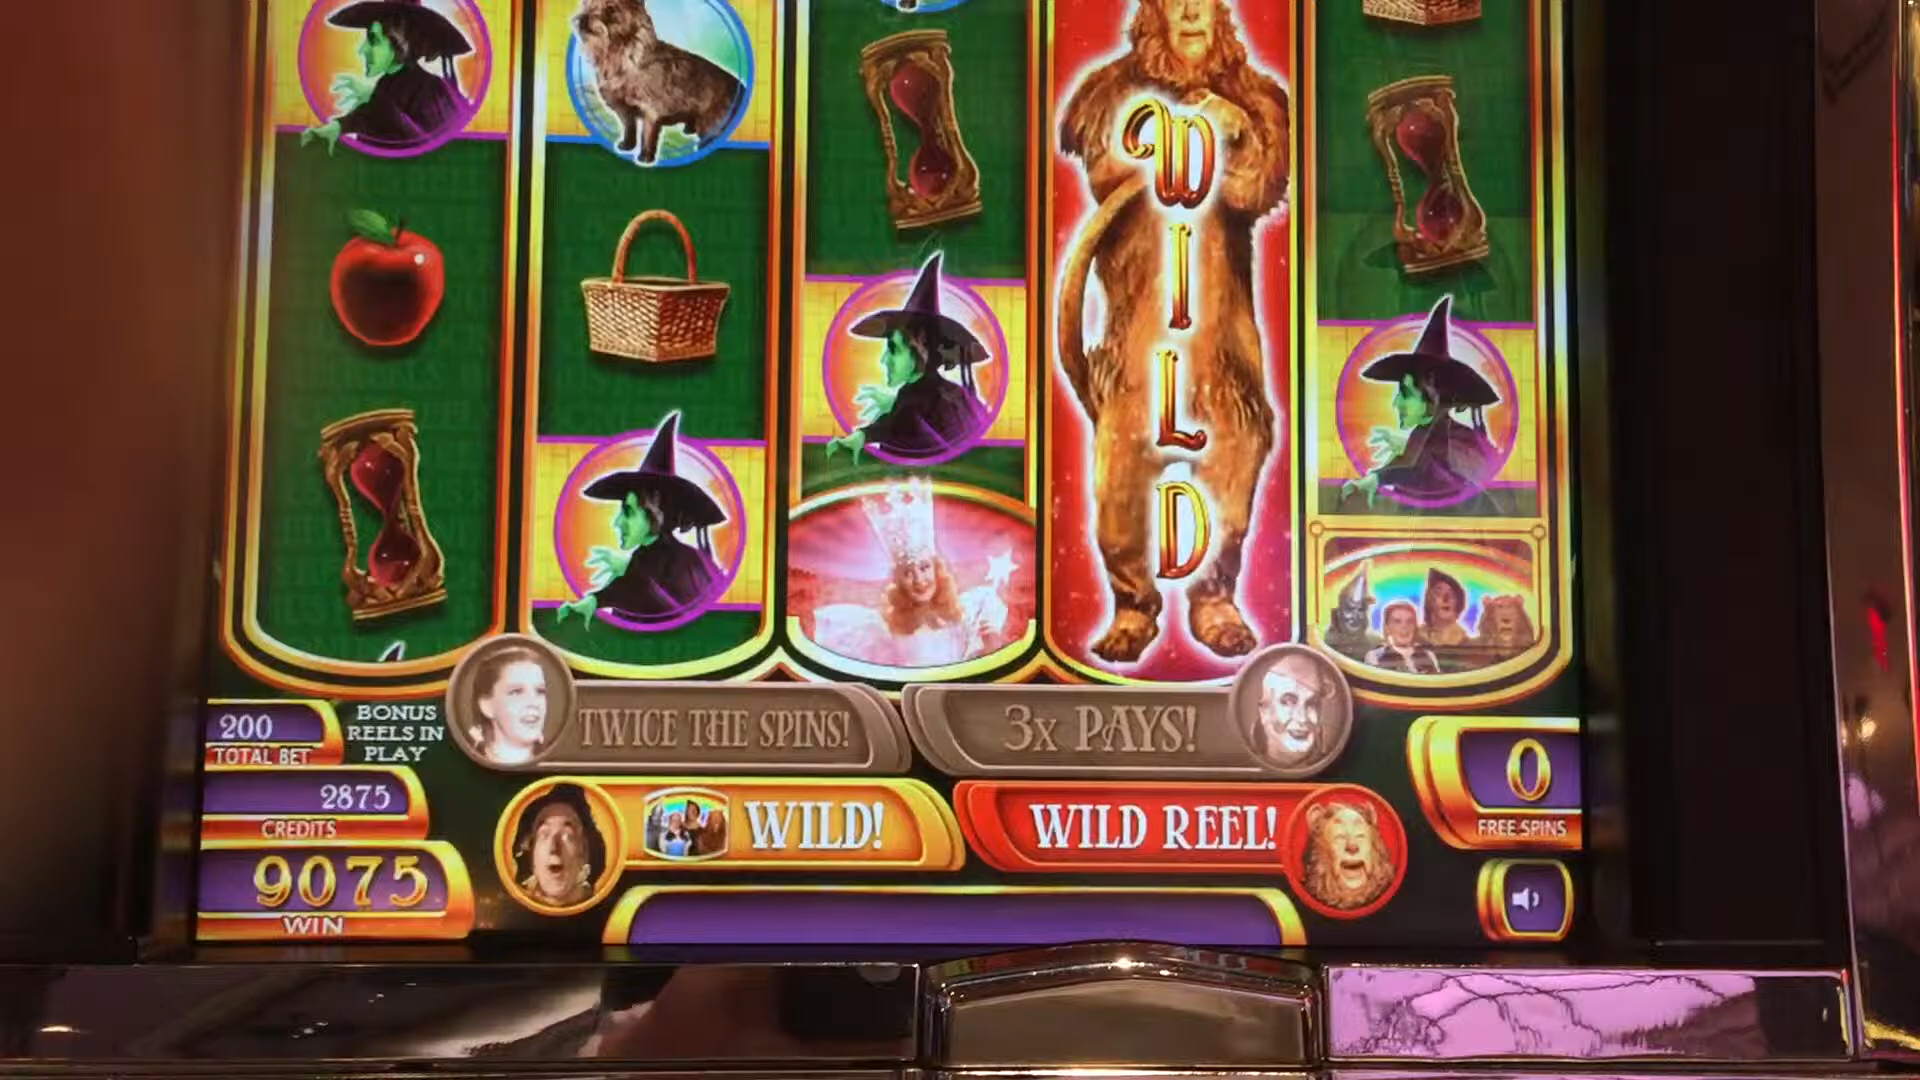 WILD
200
TOTAL BET
BONUS
REELS IN
PLAY
TWICE THE SPINS!
3x PAYS!
2875
CREDITS
WILD!
WILD REEL!
0
FREE SPINS
9075
WIN